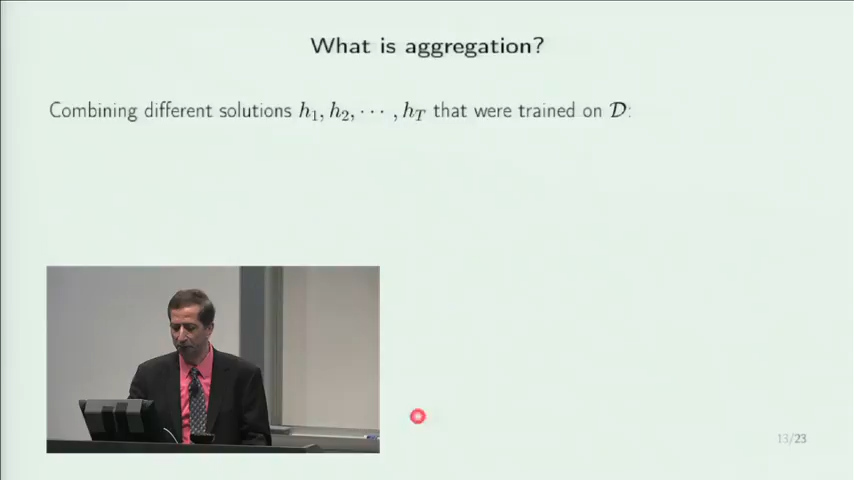 What is aggregation?
Combining different solutions h₁, h₂, ⋯ , h_T that were trained on 𝒟:
13/23